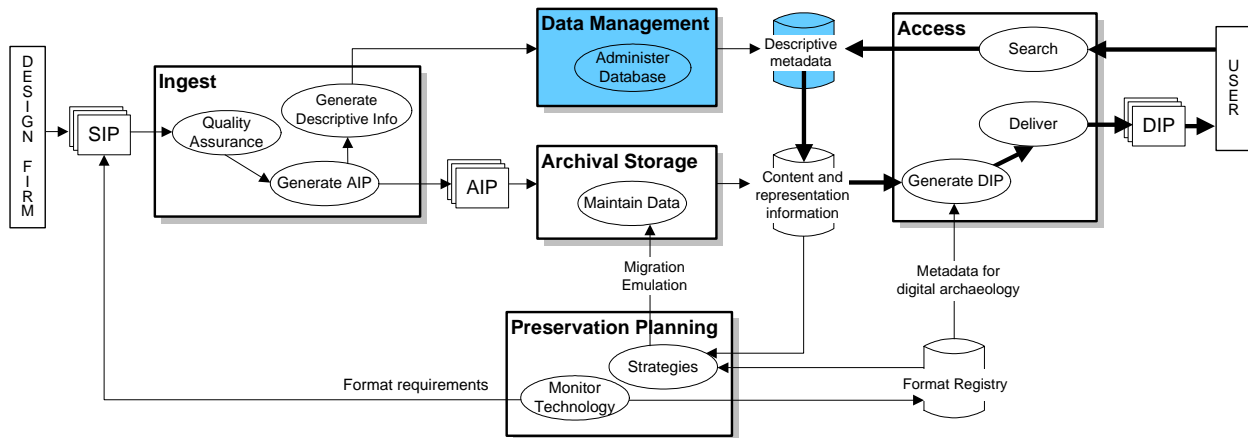 DESIGN FIRM
SIP
Ingest
Quality
Assurance
Generate
Descriptive Info
Generate AIP
AIP
Data Management
Administer
Database
Archival Storage
Maintain Data
Descriptive
metadata
Content and
representation
information
Access
Search
Deliver
Generate DIP
DIP
USER
Migration
Emulation
Metadata for
digital archaeology
Preservation Planning
Strategies
Monitor
Technology
Format requirements
Format Registry